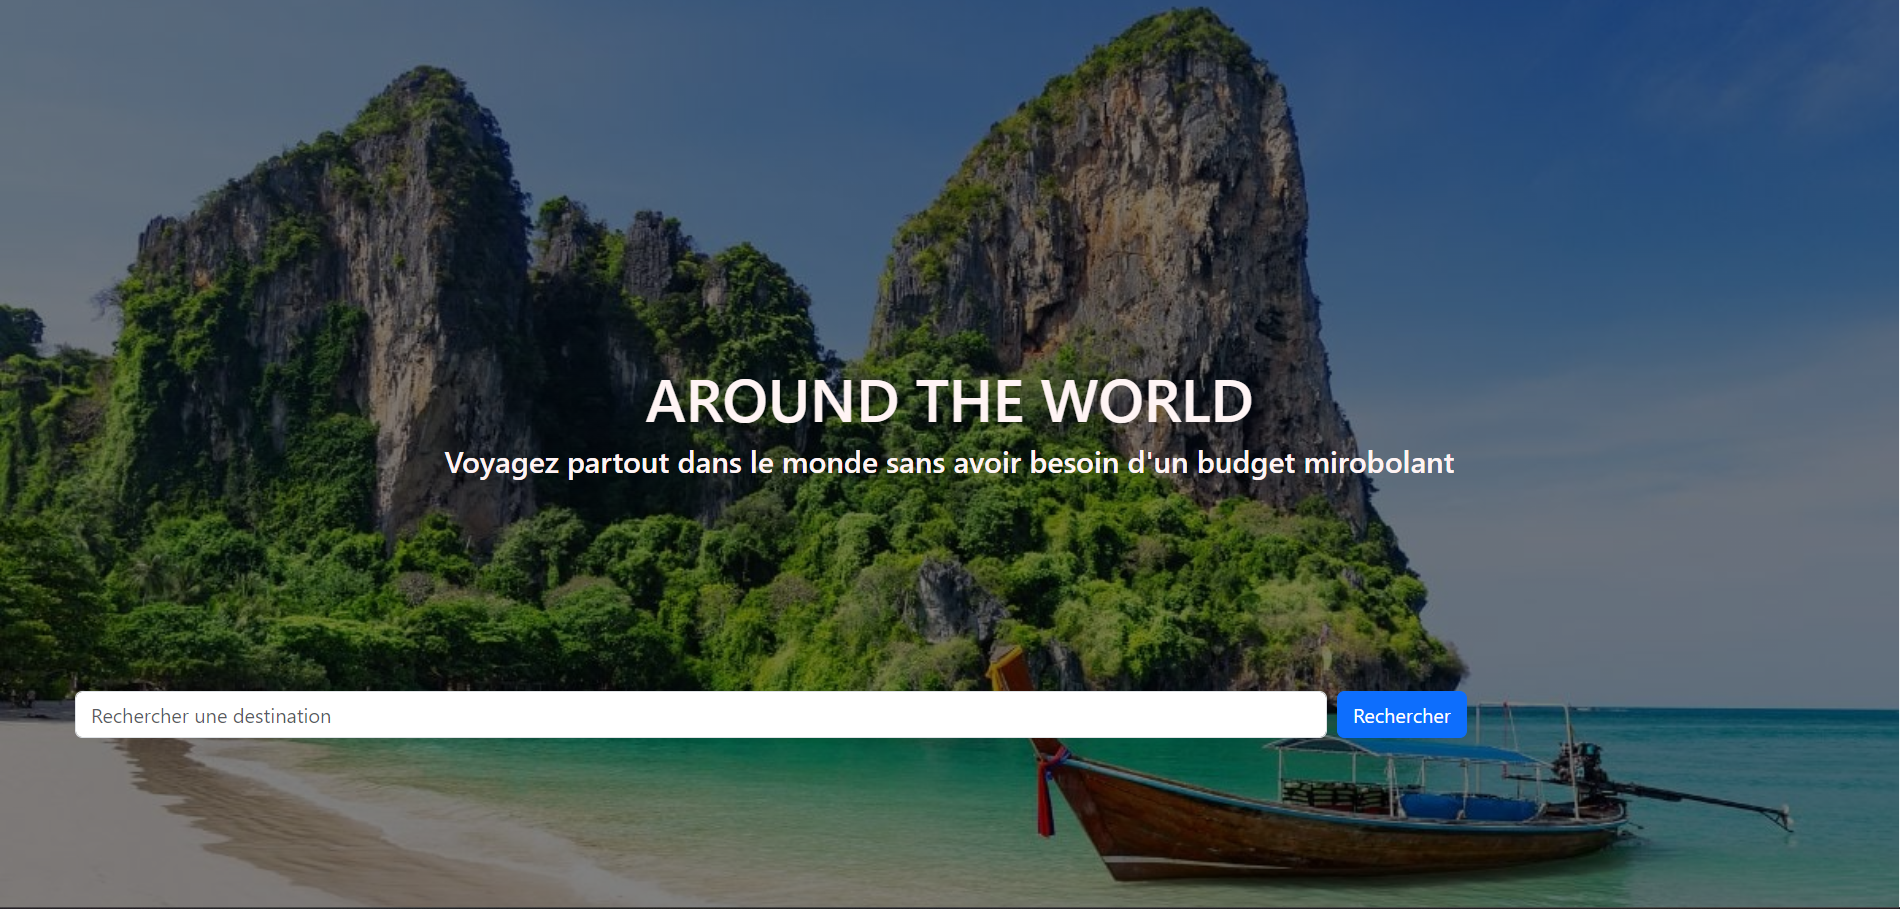 AROUND THE WORLD
Voyagez partout dans le monde sans avoir besoin d'un budget mirobolant
Rechercher une destination
Rechercher